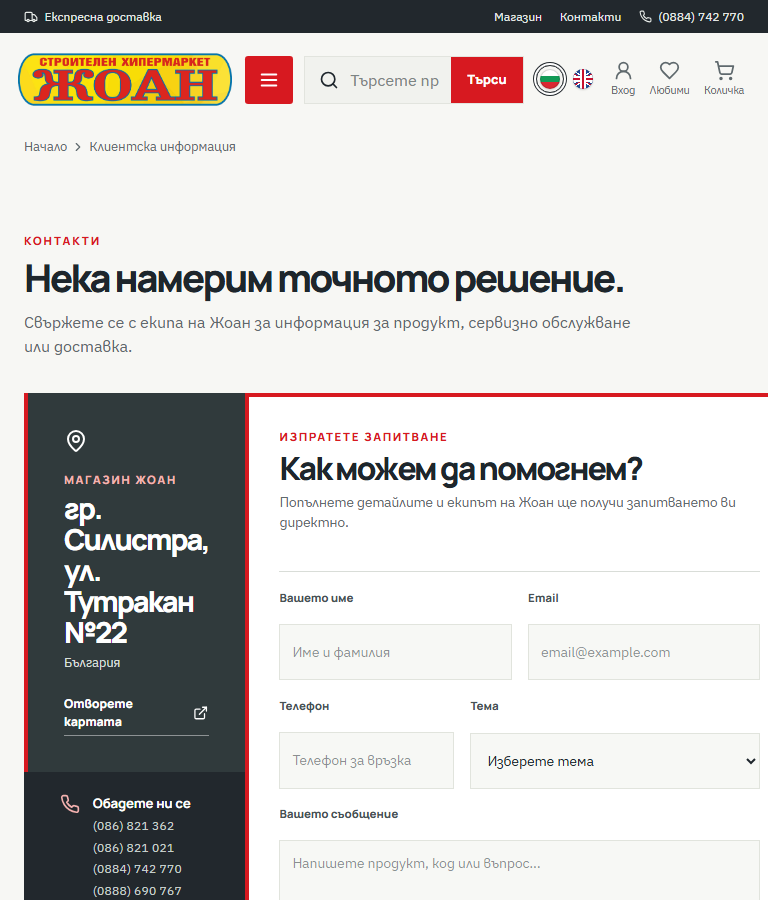 Експресна доставка
Магазин
Контакти
(0884) 742 770
СТРОИТЕЛЕН ХИПЕРМАРКЕТ
ЖОАН
Търсете пр
Търси
Вход
Любими
Количка
Начало > Клиентска информация
КОНТАКТИ
Нека намерим точното решение.
Свържете се с екипа на Жоан за информация за продукт, сервизно обслужване
или доставка.
МАГАЗИН ЖОАН
гр.
Силистра,
ул.
Тутракан
№22
България
Отворете
картата
Обадете ни се
(086) 821 362
(086) 821 021
(0884) 742 770
(0888) 690 767
ИЗПРАТЕТЕ ЗАПИТВАНЕ
Как можем да помогнем?
Попълнете детайлите и екипът на Жоан ще получи запитването ви
директно.
Вашето име
Email
Име и фамилия
email@example.com
Телефон
Тема
Телефон за връзка
Изберете тема
Вашето съобщение
Напишете продукт, код или въпрос...